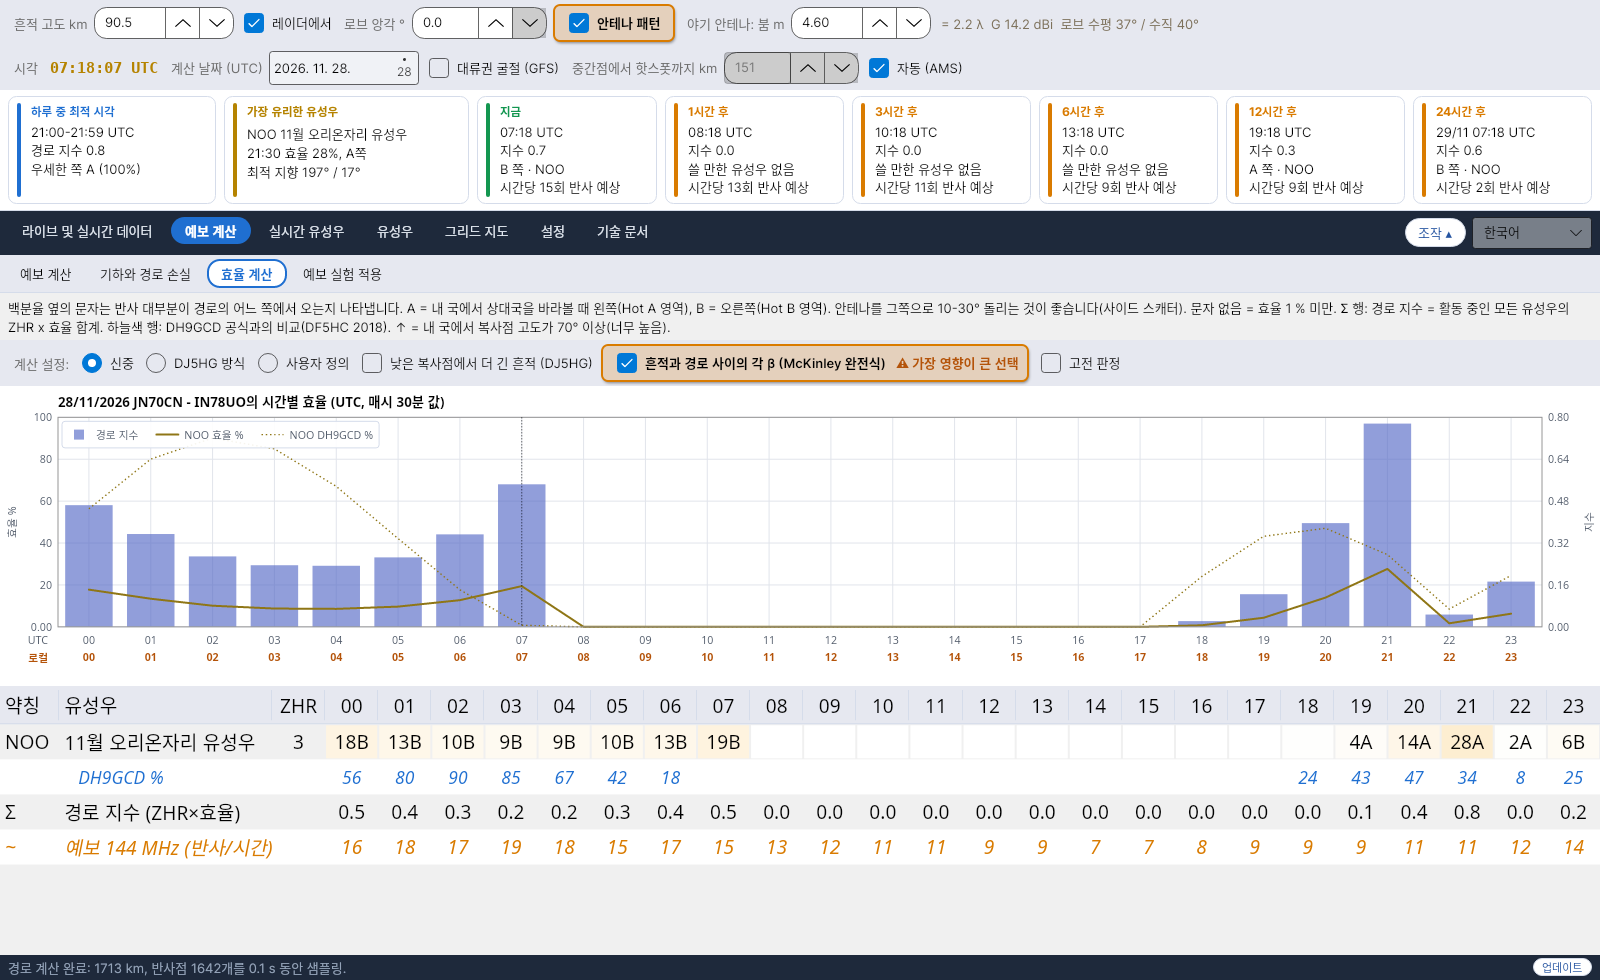 흔적 고도 km 90.5 레이더에서 로브 앙각 ° 0.0 안테나 패턴 야기 안테나: 붐 m 4.60 = 2.2 λ G 14.2 dBi 로브 수평 37° / 수직 40°
시각 07:18:07 UTC 계산 날짜 (UTC) 2026. 11. 28. 28 대류권 굴절 (GFS) 중간점에서 핫스폿까지 km 151 자동 (AMS)
하루 중 최적 시각
21:00-21:59 UTC
경로 지수 0.8
우세한 쪽 A (100%)
가장 유리한 유성우
NOO 11월 오리온자리 유성우
21:30 효율 28%, A쪽
최적 지향 197° / 17°
지금
07:18 UTC
지수 0.7
B 쪽 · NOO
시간당 15회 반사 예상
1시간 후
08:18 UTC
지수 0.0
쓸 만한 유성우 없음
시간당 13회 반사 예상
3시간 후
10:18 UTC
지수 0.0
쓸 만한 유성우 없음
시간당 11회 반사 예상
6시간 후
13:18 UTC
지수 0.0
쓸 만한 유성우 없음
시간당 9회 반사 예상
12시간 후
19:18 UTC
지수 0.3
A 쪽 · NOO
시간당 9회 반사 예상
24시간 후
29/11 07:18 UTC
지수 0.6
B 쪽 · NOO
시간당 2회 반사 예상
라이브 및 실시간 데이터 예보 계산 실시간 유성우 유성우 그리드 지도 설정 기술 문서 조작 ▴ 한국어
예보 계산 기하와 경로 손실 효율 계산 예보 실험 적용
백분율 옆의 문자는 반사 대부분이 경로의 어느 쪽에서 오는지 나타냅니다. A = 내 국에서 상대국을 바라볼 때 왼쪽(Hot A 영역), B = 오른쪽(Hot B 영역). 안테나를 그쪽으로 10-30° 돌리는 것이 좋습니다(사이드 스캐터). 문자 없음 = 효율 1 % 미만. Σ 행: 경로 지수 = 활동 중인 모든 유성우의
ZHR x 효율 합계. 하늘색 행: DH9GCD 공식과의 비교(DF5HC 2018). ↑ = 내 국에서 복사점 고도가 70° 이상(너무 높음).
계산 설정: 신중 DJ5HG 방식 사용자 정의 낮은 복사점에서 더 긴 흔적 (DJ5HG) 흔적과 경로 사이의 각 β (McKinley 완전식) ⚠ 가장 영향이 큰 선택 고전 판정
28/11/2026 JN70CN - IN78UO의 시간별 효율 (UTC, 매시 30분 값)
경로 지수 NOO 효율 % NOO DH9GCD %
100 0.80
80 0.64
60 0.48
40 0.32
20 0.16
0.00 0.00
효율 %
지수
UTC 00 01 02 03 04 05 06 07 08 09 10 11 12 13 14 15 16 17 18 19 20 21 22 23
로컬 00 01 02 03 04 05 06 07 08 09 10 11 12 13 14 15 16 17 18 19 20 21 22 23
약칭 유성우 ZHR 00 01 02 03 04 05 06 07 08 09 10 11 12 13 14 15 16 17 18 19 20 21 22 23
NOO 11월 오리온자리 유성우 3 18B 13B 10B 9B 9B 10B 13B 19B 4A 14A 28A 2A 6B
DH9GCD % 56 80 90 85 67 42 18 24 43 47 34 8 25
Σ 경로 지수 (ZHR×효율) 0.5 0.4 0.3 0.2 0.2 0.3 0.4 0.5 0.0 0.0 0.0 0.0 0.0 0.0 0.0 0.0 0.0 0.0 0.0 0.1 0.4 0.8 0.0 0.2
~ 예보 144 MHz (반사/시간) 16 18 17 19 18 15 17 15 13 12 11 11 9 9 7 7 8 9 9 9 11 11 12 14
경로 계산 완료: 1713 km, 반사점 1642개를 0.1 s 동안 샘플링. 업데이트